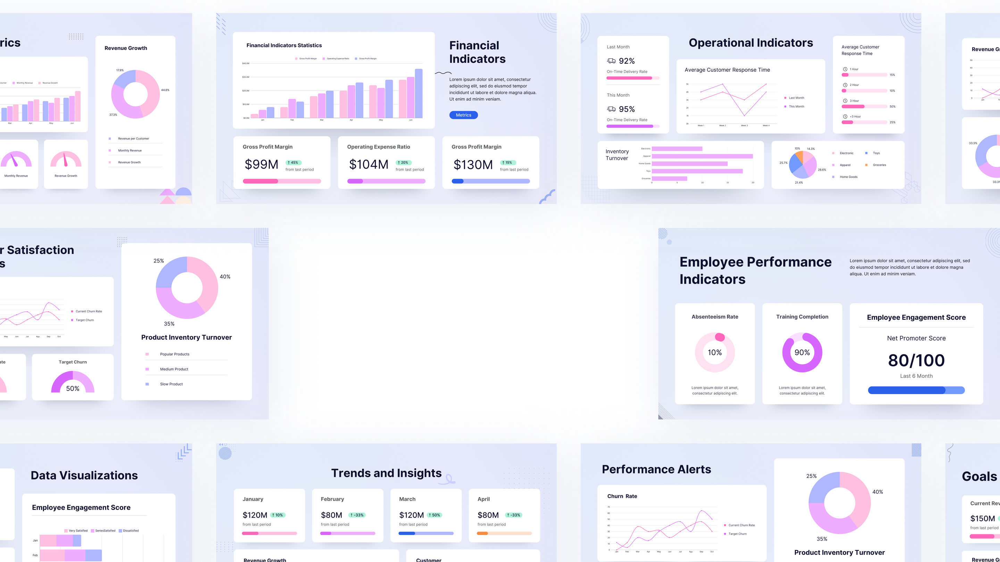 rics
Revenue Growth
17.9%
44.8%
37.3%
Monthly Revenue
Revenue Growth
Mar
Apr
May
Jun
Monthly Revenue
Revenue Growth
Revenue per Customer
Monthly Revenue
Revenue Growth
Financial Indicators Statistics
Gross Profit Margin
Operating Expense Ratio
Gross Profit Margin
$40.0M
$30.0M
$20.0M
$10.0M
$0.0M
Jan
Feb
Mar
Apr
May
Jun
Financial
Indicators
Lorem ipsum dolor sit amet, consectetur
adipiscing elit, sed do eiusmod tempor
incididunt ut labore et dolore magna aliqua.
Ut enim ad minim veniam.
Metrics
Gross Profit Margin
$99M
↑ 45%
from last period
Operating Expense Ratio
$104M
↑ 20%
from last period
Gross Profit Margin
$130M
↑ 15%
from last period
Last Month
92%
On-Time Delivery Rate
This Month
95%
On-Time Delivery Rate
Operational Indicators
Average Customer Response Time
5h
4h
3h
2h
1h
0h
Week 1
Week 2
Week 3
Week 4
Last Month
This Month
Average Customer
Response Time
1 Hour
15%
2 Hour
10%
3 Hour
50%
+3 Hour
25%
Inventory
Turnover
Electronic
Apparel
Home Goods
Toys
Groceries
0
5
10
15
20
10%
14.3%
25.7%
28.6%
21.4%
Electronic
Toys
Apparel
Groceries
Home Goods
Revenue G
50
40
30
20
10
0
Jan
33.3%
33.3%
r Satisfaction
s
Current Churn Rate
Target Churn
May
Jun
Jul
Agu
Sep
Oct
ate
Target Churn
50%
25%
40%
35%
Product Inventory Turnover
Popular Products
Medium Product
Slow Product
Employee Performance
Indicators
Lorem ipsum dolor sit amet, consectetur adipiscing elit, sed
do eiusmod tempor incididunt ut labore et dolore magna
aliqua. Ut enim ad minim veniam.
Absenteeism Rate
10%
Lorem ipsum dolor sit amet,
consectetur adipiscing elit.
Training Completion
90%
Lorem ipsum dolor sit amet,
consectetur adipiscing elit.
Employee Engagement Score
Net Promoter Score
80/100
Last 6 Month
Data Visualizations
Employee Engagement Score
Very Satisfied
SeriesSatisfied
Dissatisfied
Jan
Feb
Trends and Insights
January
$120M
↑ 10%
from last period
February
$80M
↑ -33%
from last period
March
$120M
↑ 50%
from last period
April
$80M
↑ -33%
from last period
Revenue Growth
Customer
Performance Alerts
Churn Rate
70
60
50
40
30
20
10
0
Jan
Feb
Mar
Apr
May
Jun
Jul
Agu
Sep
Oct
Current Churn Rate
Target Churn
25%
40%
35%
Product Inventory Turnover
Goals
Current Rev
$150M
from last period
Revenue G